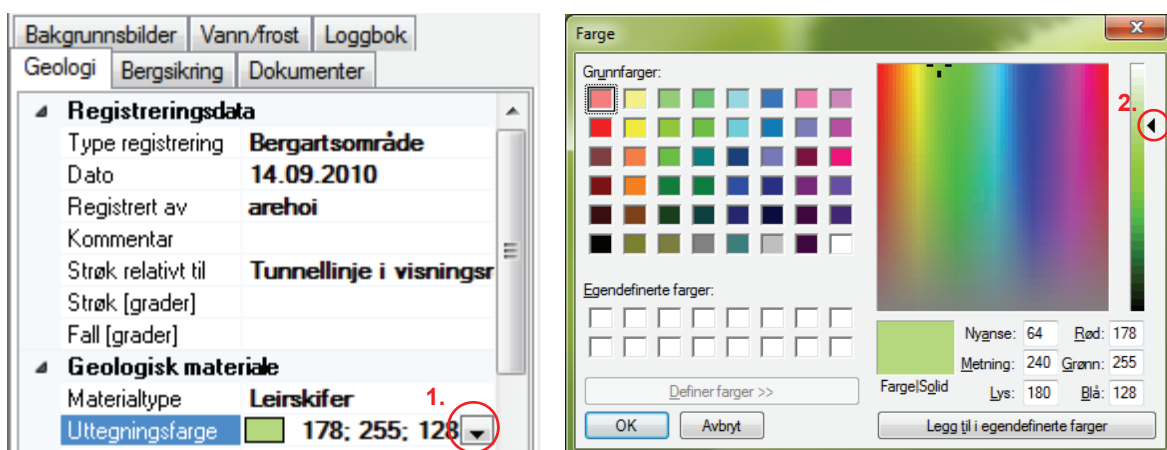 Bakgrunnsbilder Vann/frost Loggbok
Geologi Bergsikring Dokumenter
Registreringsdata
Type registrering Bergartsområde
Dato 14.09.2010
Registrert av arehoi
Kommentar
Strøk relativt til Tunnellinje i visningsr
Strøk [grader]
Fall [grader]
Geologisk materiale
Materialtype Leirskifer
1.
Uttegningsfarge 178; 255; 128
Farge
Grunnfarger:
2.
Egendefinerte farger:
Definer farger >>
OK Avbryt
Farge|Solid
Nyanse: 64 Rød: 178
Metning: 240 Grønn: 255
Lys: 180 Blå: 128
Legg til i egendefinerte farger